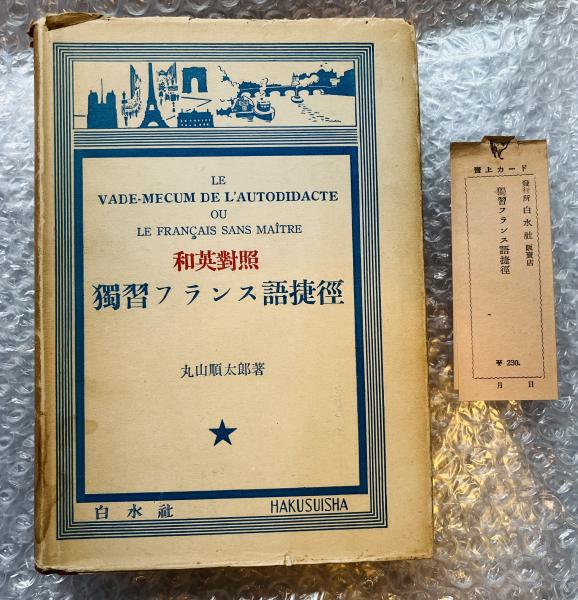 LE
VADE-MECUM DE L'AUTODIDACTE
OU
LE FRANÇAIS SANS MAÎTRE
和英對照
獨習フランス語捷徑
丸山順太郎著
白水社
HAKUSUISHA
賣上カード
發行所 白水社 販賣店
獨習フランス語捷徑
¥ 230.
月 日